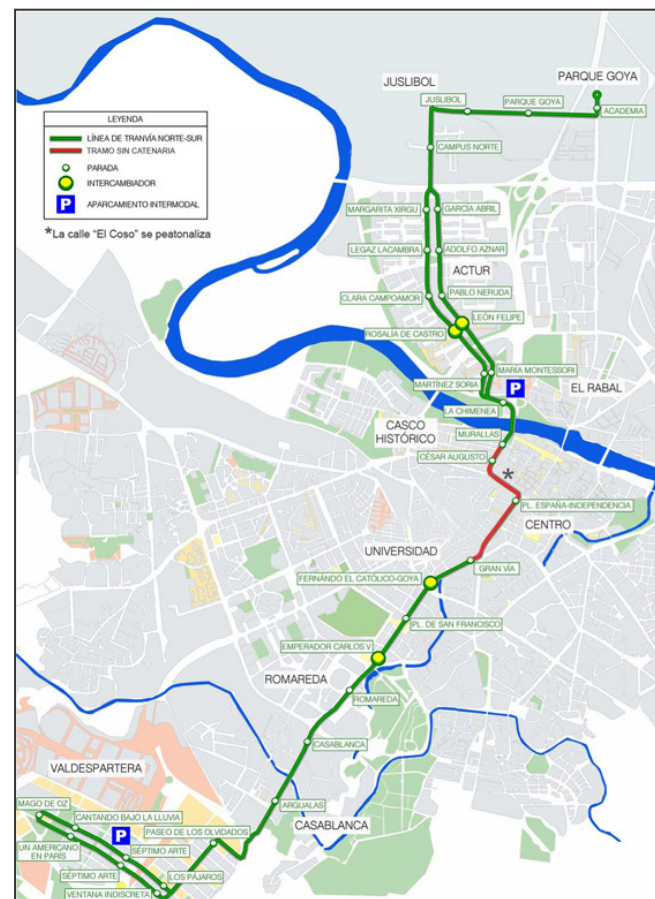 JUSLIBOL
PARQUE GOYA
JUSLIBOL
PARQUE GOYA
ACADEMIA
LEYENDA
LÍNEA DE TRANVÍA NORTE-SUR
TRAMO SIN CATENARIA
PARADA
INTERCAMBIADOR
P APARCAMIENTO INTERMODAL
*La calle "El Coso" se peatonaliza
CAMPUS NORTE
MARGARITA XIRGU
GARCÍA ABRIL
LEGAZ LACAMBRA
ADOLFO AZNAR
ACTUR
CLARA CAMPOAMOR
PABLO NERUDA
LEÓN FELIPE
ROSALÍA DE CASTRO
MARÍA MONTESSORI
MARTÍNEZ SORIA
P
EL RABAL
LA CHIMENEA
CASCO
HISTÓRICO
MURALLAS
CÉSAR AUGUSTO
*
PL. ESPAÑA-INDEPENDENCIA
CENTRO
UNIVERSIDAD
GRAN VÍA
FERNÁNDO EL CATÓLICO-GOYA
PL. DE SAN FRANCISCO
EMPERADOR CARLOS V
ROMAREDA
ROMAREDA
CASABLANCA
VALDESPARTERA
MAGO DE OZ
CANTANDO BAJO LA LLUVIA
ARGUALAS
CASABLANCA
P
PASEO DE LOS OLVIDADOS
UN AMERICANO
EN PARÍS
SÉPTIMO ARTE
SÉPTIMO ARTE
LOS PÁJAROS
VENTANA INDISCRETA